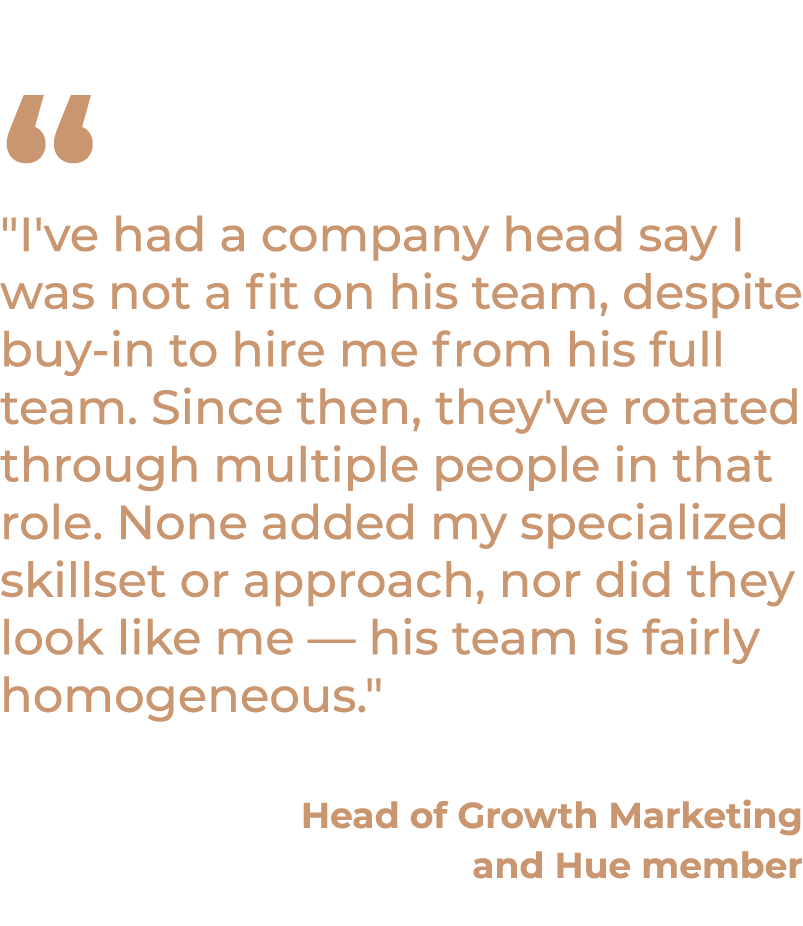 “
"I've had a company head say I
was not a fit on his team, despite
buy-in to hire me from his full
team. Since then, they've rotated
through multiple people in that
role. None added my specialized
skillset or approach, nor did they
look like me — his team is fairly
homogeneous."
Head of Growth Marketing
and Hue member